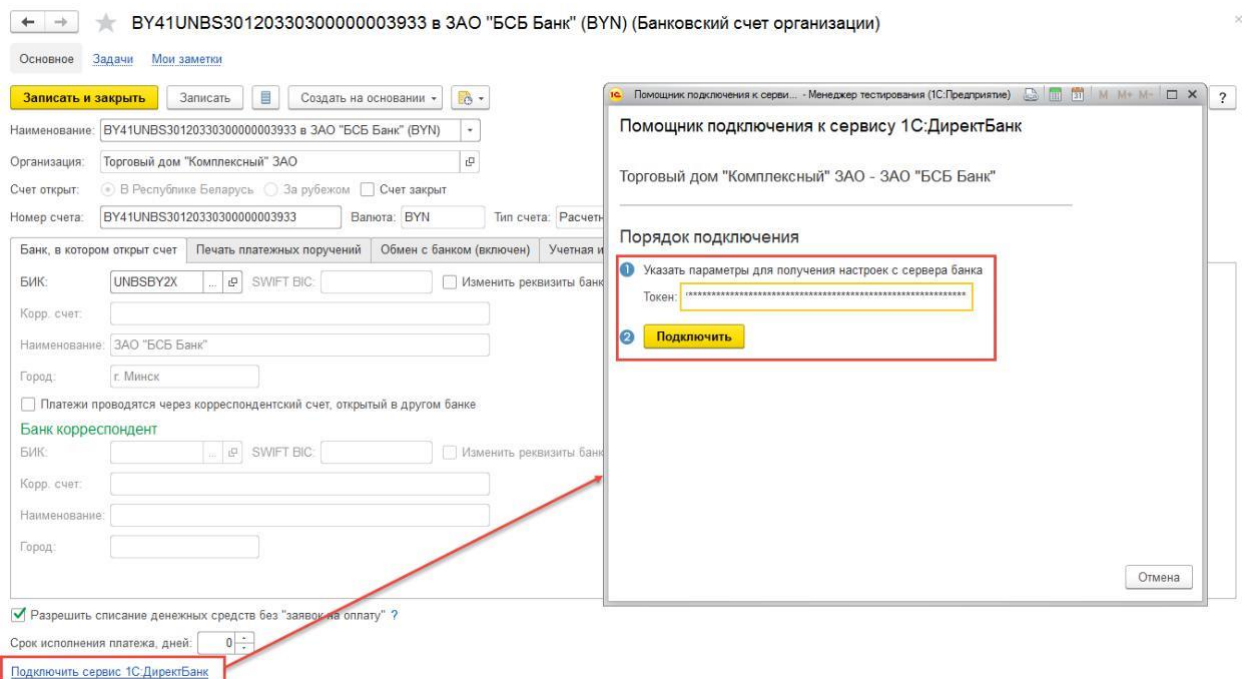 BY41UNBS30120330300000003933 в ЗАО "БСБ Банк" (BYN) (Банковский счет организации)
Основное Задачи Мои заметки
Записать и закрыть Записать Создать на основании
Наименование: BY41UNBS30120330300000003933 в ЗАО "БСБ Банк" (BYN)
Организация: Торговый дом "Комплексный" ЗАО
Счет открыт: В Республике Беларусь За рубежом Счет закрыт
Номер счета: BY41UNBS30120330300000003933 Валюта: BYN Тип счета: Расчетн
Банк, в котором открыт счет Печать платежных поручений Обмен с банком (включен) Учетная и
БИК: UNBSBY2X ... SWIFT BIC: Изменить реквизиты банк
Корр. счет:
Наименование: ЗАО "БСБ Банк"
Город: г. Минск
Платежи проводятся через корреспондентский счет, открытый в другом банке
Банк корреспондент
БИК: ... SWIFT BIC: Изменить реквизиты банк
Корр. счет:
Наименование:
Город:
Разрешить списание денежных средств без "заявок на оплату" ?
Срок исполнения платежа, дней: 0
Подключить сервис 1С:ДиректБанк
Помощник подключения к серви... - Менеджер тестирования (1С:Предприятие) 31 M M+ M-
?
Помощник подключения к сервису 1С:ДиректБанк
Торговый дом "Комплексный" ЗАО - ЗАО "БСБ Банк"
Порядок подключения
1 Указать параметры для получения настроек с сервера банка
Токен:
2 Подключить
Отмена